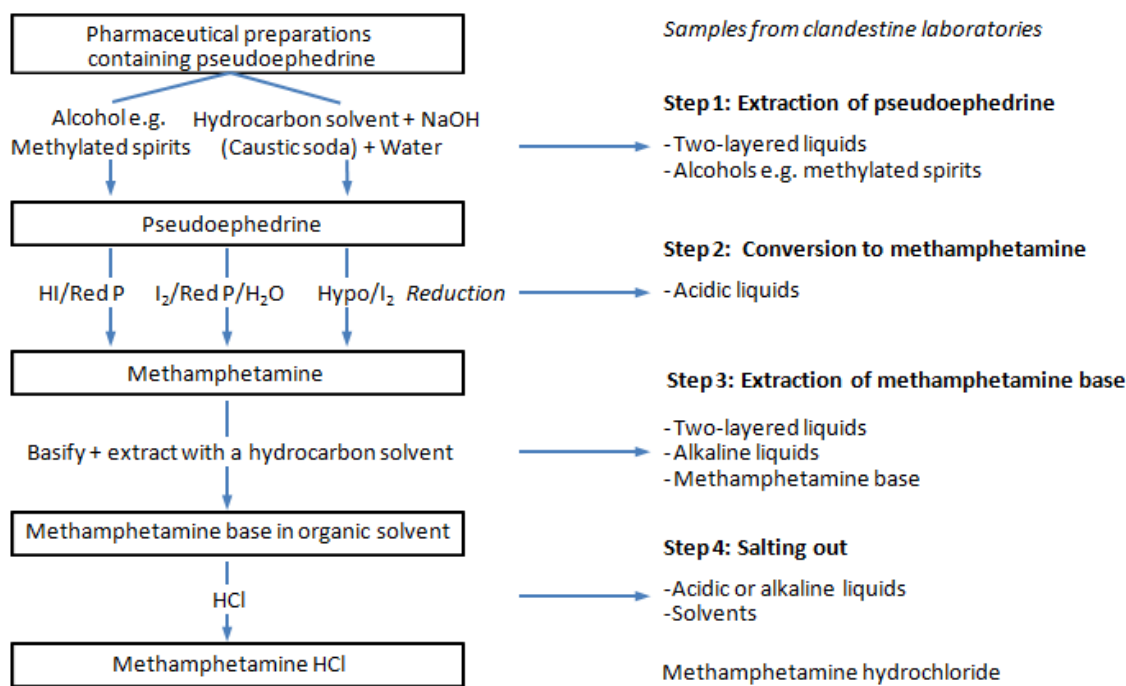 Pharmaceutical preparations
containing pseudoephedrine
Samples from clandestine laboratories
Alcohol e.g.
Methylated spirits
Hydrocarbon solvent + NaOH
(Caustic soda) + Water
Step 1: Extraction of pseudoephedrine
-Two-layered liquids
-Alcohols e.g. methylated spirits
Pseudoephedrine
HI/Red P
I₂/Red P/H₂O
Hypo/I₂ Reduction
Step 2: Conversion to methamphetamine
-Acidic liquids
Methamphetamine
Basify + extract with a hydrocarbon solvent
Step 3: Extraction of methamphetamine base
-Two-layered liquids
-Alkaline liquids
-Methamphetamine base
Methamphetamine base in organic solvent
HCl
Step 4: Salting out
-Acidic or alkaline liquids
-Solvents
Methamphetamine HCl
Methamphetamine hydrochloride